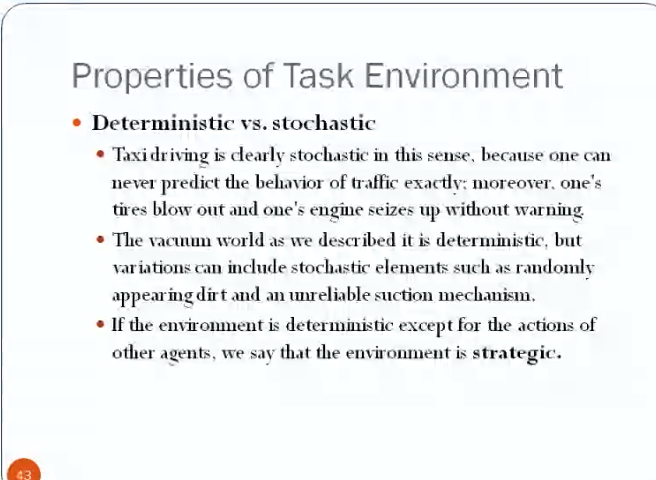 Properties of Task Environment
• Deterministic vs. stochastic
• Taxi driving is clearly stochastic in this sense, because one can
never predict the behavior of traffic exactly; moreover, one's
tires blow out and one's engine seizes up without warning.
• The vacuum world as we described it is deterministic, but
variations can include stochastic elements such as randomly
appearing dirt and an unreliable suction mechanism.
• If the environment is deterministic except for the actions of
other agents, we say that the environment is strategic.
43